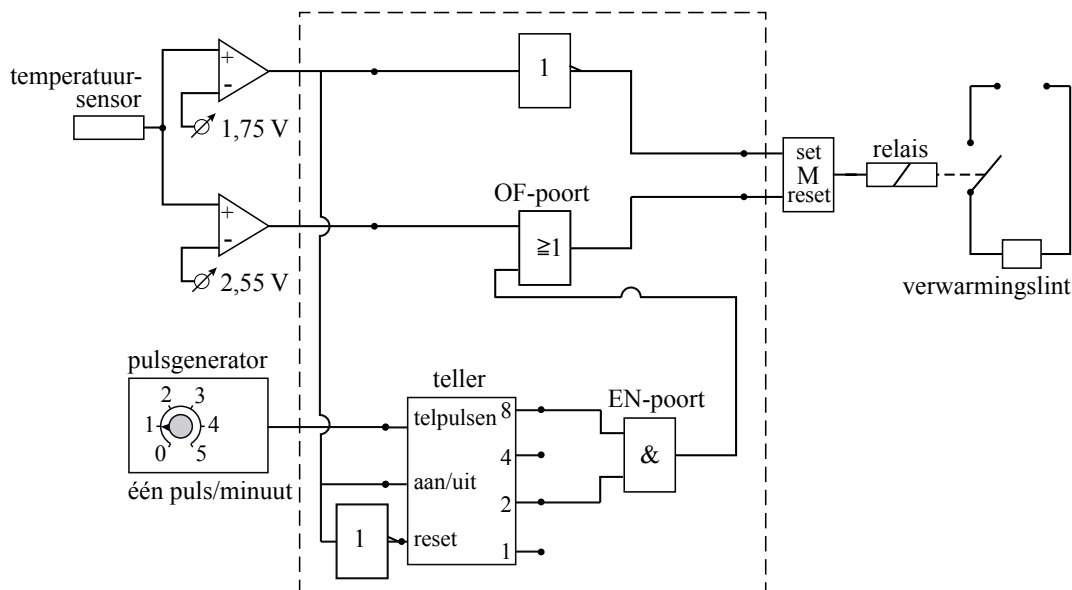 temperatuur-
sensor
+
-
1,75 V
1
set
M
reset
relais
OF-poort
+
-
2,55 V
≧1
verwarmingslint
pulsgenerator
2 3
1 4
0 5
één puls/minuut
teller
telpulsen 8
4
aan/uit
2
reset
1
EN-poort
&
1